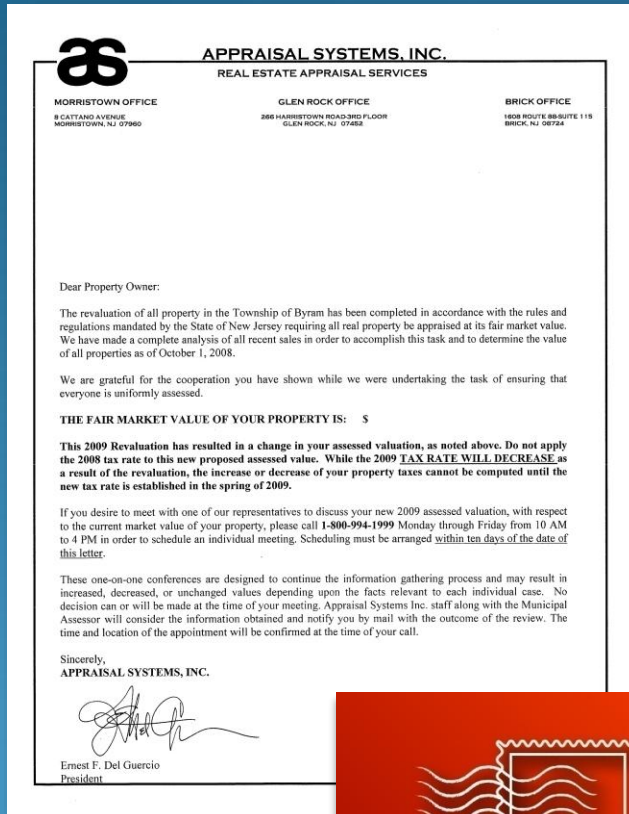 as
APPRAISAL SYSTEMS, INC.
REAL ESTATE APPRAISAL SERVICES
MORRISTOWN OFFICE
8 CATTANO AVENUE
MORRISTOWN, NJ 07960
GLEN ROCK OFFICE
266 HARRISTOWN ROAD-3RD FLOOR
GLEN ROCK, NJ 07452
BRICK OFFICE
1608 ROUTE 88-SUITE 115
BRICK, NJ 08724
Dear Property Owner:
The revaluation of all property in the Township of Byram has been completed in accordance with the rules and
regulations mandated by the State of New Jersey requiring all real property be appraised at its fair market value.
We have made a complete analysis of all recent sales in order to accomplish this task and to determine the value
of all properties as of October 1, 2008.
We are grateful for the cooperation you have shown while we were undertaking the task of ensuring that
everyone is uniformly assessed.
THE FAIR MARKET VALUE OF YOUR PROPERTY IS: $
This 2009 Revaluation has resulted in a change in your assessed valuation, as noted above. Do not apply
the 2008 tax rate to this new proposed assessed value. While the 2009 TAX RATE WILL DECREASE as
a result of the revaluation, the increase or decrease of your property taxes cannot be computed until the
new tax rate is established in the spring of 2009.
If you desire to meet with one of our representatives to discuss your new 2009 assessed valuation, with respect
to the current market value of your property, please call 1-800-994-1999 Monday through Friday from 10 AM
to 4 PM in order to schedule an individual meeting. Scheduling must be arranged within ten days of the date of
this letter.
These one-on-one conferences are designed to continue the information gathering process and may result in
increased, decreased, or unchanged values depending upon the facts relevant to each individual case. No
decision can or will be made at the time of your meeting. Appraisal Systems Inc. staff along with the Municipal
Assessor will consider the information obtained and notify you by mail with the outcome of the review. The
time and location of the appointment will be confirmed at the time of your call.
Sincerely,
APPRAISAL SYSTEMS, INC.
Ernest F. Del Guercio
President